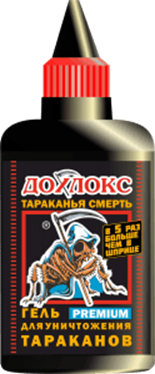 ДОХЛОКС
ТАРАКАНЬЯ СМЕРТЬ
В 5 РАЗ
БОЛЬШЕ
ЧЕМ В
ШПРИЦЕ
ГЕЛЬ PREMIUM
ДЛЯ УНИЧТОЖЕНИЯ
ТАРАКАНОВ